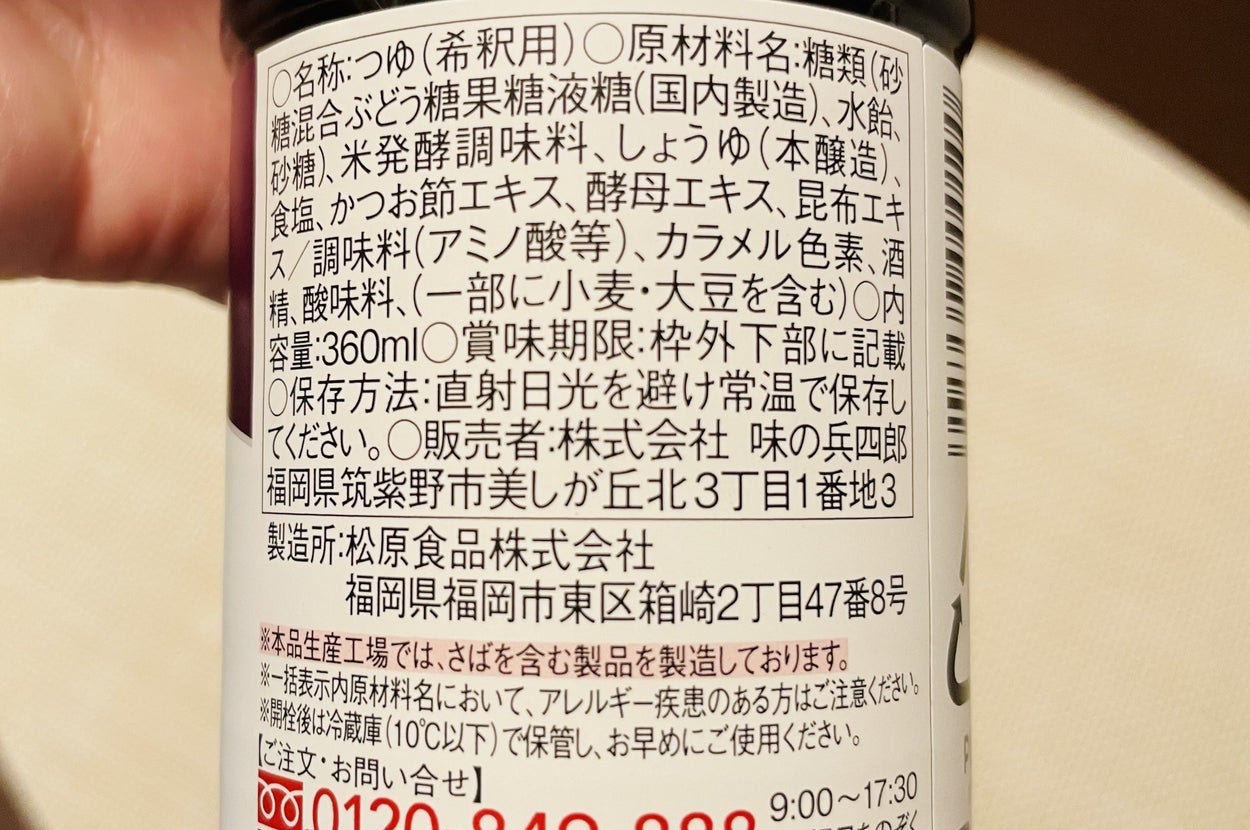 ○名称:つゆ(希釈用)○原材料名:糖類(砂
糖混合ぶどう糖果糖液糖(国内製造)、水飴、
砂糖)、米発酵調味料、しょうゆ(本醸造)、
食塩、かつお節エキス、酵母エキス、昆布エキ
ス/調味料(アミノ酸等)、カラメル色素、酒
精、酸味料、(一部に小麦・大豆を含む)○内
容量:360ml○賞味期限:枠外下部に記載
○保存方法:直射日光を避け常温で保存し
てください。○販売者:株式会社 味の兵四郎
福岡県筑紫野市美しが丘北3丁目1番地3
製造所:松原食品株式会社
福岡県福岡市東区箱崎2丁目47番8号
※本品生産工場では、さばを含む製品を製造しております。
※一括表示内原材料名において、アレルギー疾患のある方はご注意ください。
※開栓後は冷蔵庫(10℃以下)で保管し、お早めにご使用ください。
【ご注文・お問い合せ】
0120
9:00～17:30